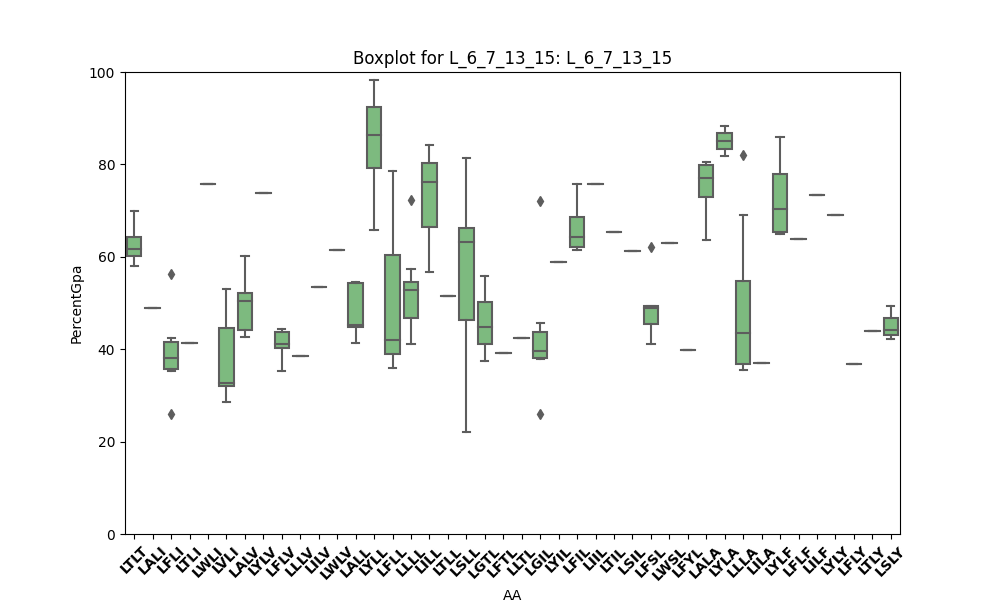 Boxplot for L_6_7_13_15: L_6_7_13_15
PercentGpa
100
80
60
40
20
0
LTLT LALI LFLI LTLI LWLI LVLI LALV LYLV LFLV LLLV LILV LWLV LALL LYLL LFLL LLLL LILL LTLL LSLL LGTL LFTL LLTL LGIL LYIL LFIL LIIL LTIL LSIL LFSL LWSL LFYL LALA LYLA LLLA LILA LYLF LFLF LILF LYLY LFLY LTLY LSLY
AA